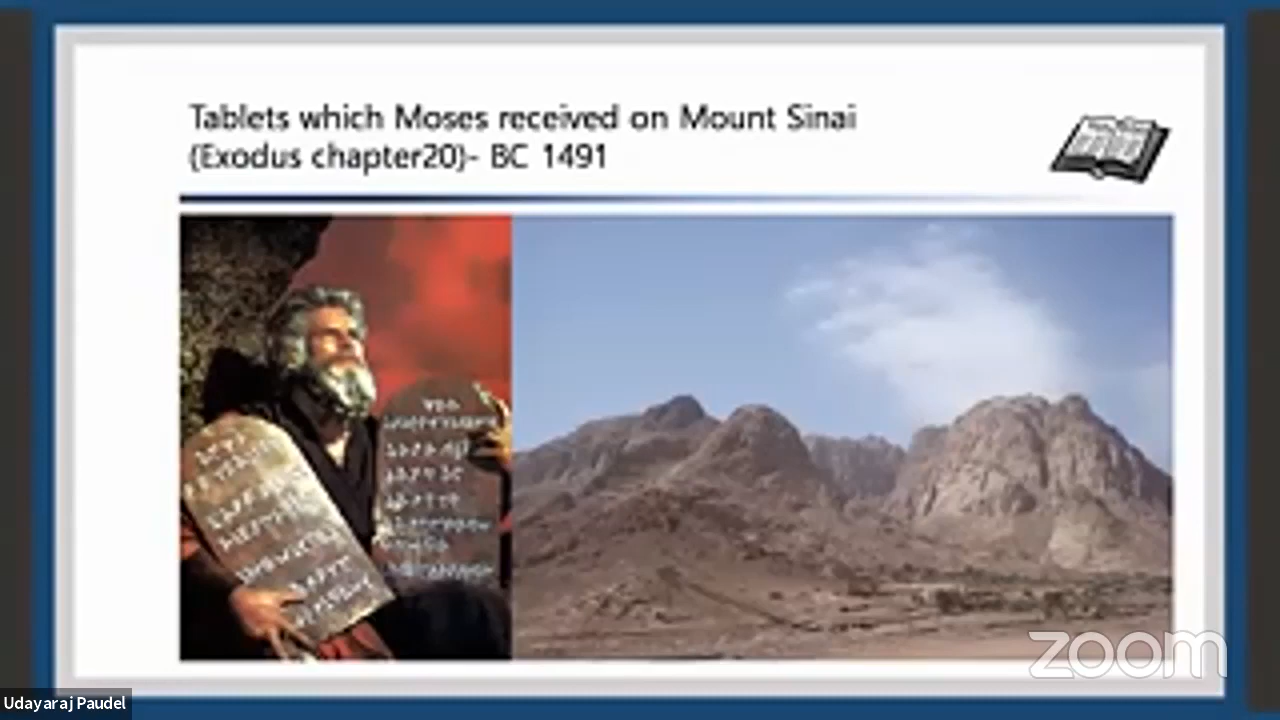 Tablets which Moses received on Mount Sinai
(Exodus chapter20)- BC 1491
zoom
Udayaraj Paudel